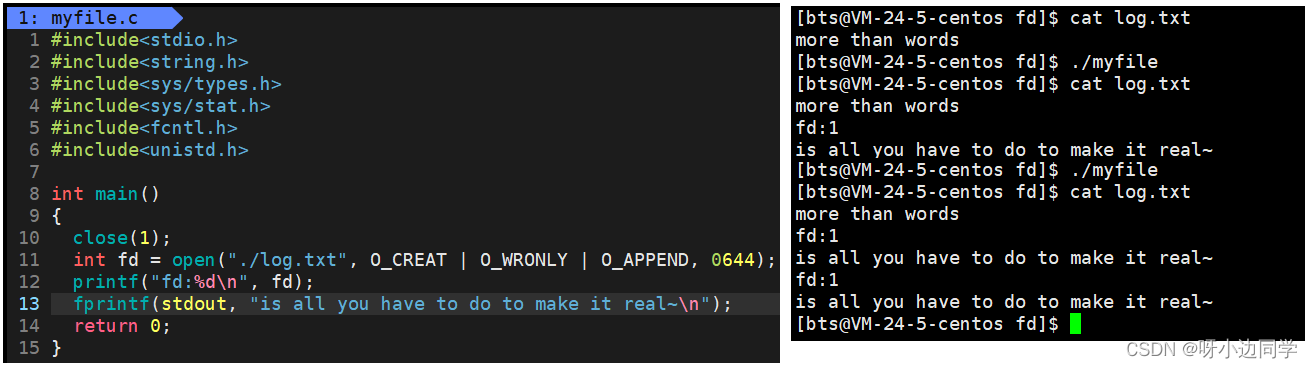 1: myfile.c
1 #include<stdio.h>
2 #include<string.h>
3 #include<sys/types.h>
4 #include<sys/stat.h>
5 #include<fcntl.h>
6 #include<unistd.h>
7
8 int main()
9 {
10   close(1);
11   int fd = open("./log.txt", O_CREAT | O_WRONLY | O_APPEND, 0644);
12   printf("fd:%d\n", fd);
13   fprintf(stdout, "is all you have to do to make it real~\n");
14   return 0;
15 }
[bts@VM-24-5-centos fd]$ cat log.txt
more than words
[bts@VM-24-5-centos fd]$ ./myfile
[bts@VM-24-5-centos fd]$ cat log.txt
more than words
fd:1
is all you have to do to make it real~
[bts@VM-24-5-centos fd]$ ./myfile
[bts@VM-24-5-centos fd]$ cat log.txt
more than words
fd:1
is all you have to do to make it real~
fd:1
is all you have to do to make it real~
[bts@VM-24-5-centos fd]$
CSDN @呀小边同学